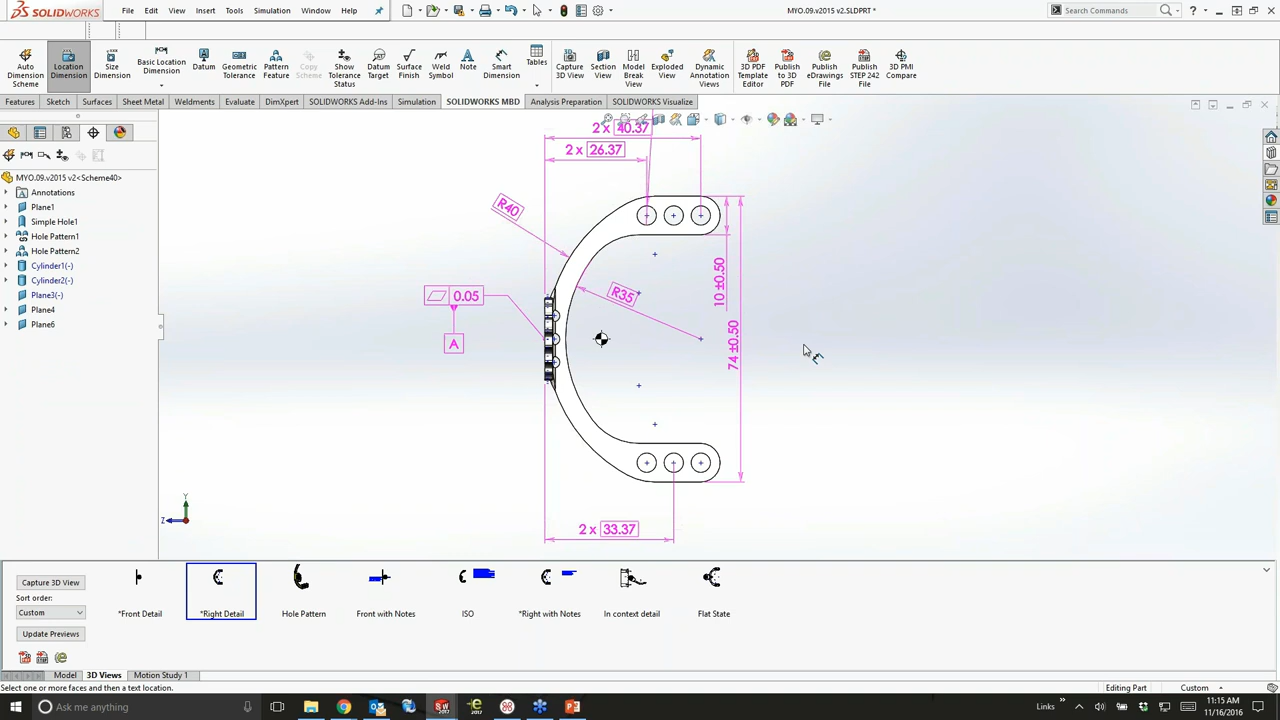 SOLIDWORKS
File Edit View Insert Tools Simulation Window Help
MYO.09.v2015 v2.SLDPRT *
Search Commands
Auto Dimension Scheme
Location Dimension
Size Dimension
Basic Location Dimension
Datum
Geometric Tolerance
Pattern Feature
Copy Scheme
Show Tolerance Status
Datum Target
Surface Finish
Weld Symbol
Note
Smart Dimension
Tables
Capture 3D View
Section View
Model Break View
Exploded View
Dynamic Annotation Views
3D PDF Template Editor
Publish to 3D PDF
Publish eDrawings File
Publish STEP 242 File
3D PMI Compare
Features Sketch Surfaces Sheet Metal Weldments Evaluate DimXpert SOLIDWORKS Add-Ins Simulation SOLIDWORKS MBD Analysis Preparation SOLIDWORKS Visualize
MYO.09.v2015 v2<Scheme40>
Annotations
Plane1
Simple Hole1
Hole Pattern1
Hole Pattern2
Cylinder1(-)
Cylinder2(-)
Plane3(-)
Plane4
Plane6
2 x 40.37
2 x 26.37
R40
R35
0.05
A
10 ±0.50
74 ±0.50
2 x 33.37
Y
Z
Capture 3D View
Sort order:
Custom
Update Previews
*Front Detail
*Right Detail
Hole Pattern
Front with Notes
ISO
*Right with Notes
In context detail
Flat State
Model 3D Views Motion Study 1
Select one or more faces and then a text location.
Editing Part
Custom
Ask me anything
Links
11:15 AM
11/16/2016